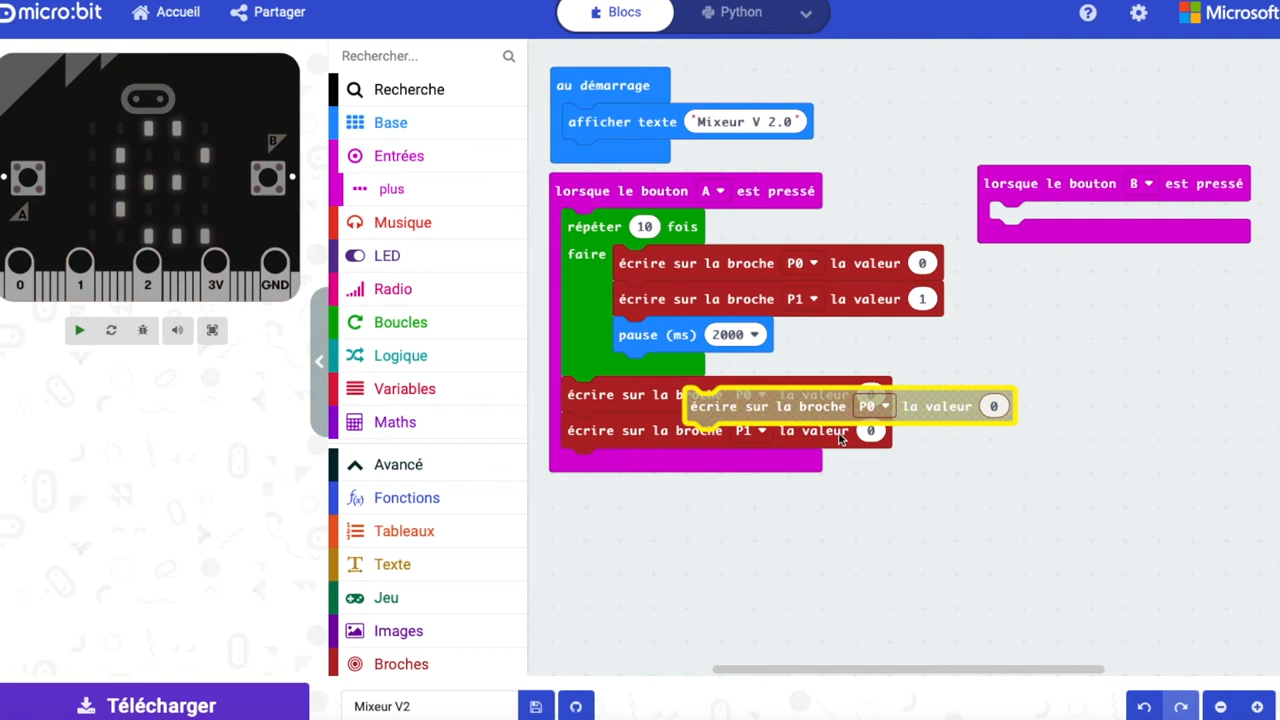 micro:bit
Accueil
Partager
Blocs
Python
Microsoft
B
A
0 1 2 3V GND
Rechercher...
Recherche
Base
Entrées
plus
Musique
LED
Radio
Boucles
Logique
Variables
Maths
Avancé
Fonctions
Tableaux
Texte
Jeu
Images
Broches
au démarrage
afficher texte "Mixeur V 2.0"
lorsque le bouton A est pressé
répéter 10 fois
faire
écrire sur la broche P0 la valeur 0
écrire sur la broche P1 la valeur 1
pause (ms) 2000
écrire sur la broche P0 la valeur
écrire sur la broche P0 la valeur 0
écrire sur la broche P1 la valeur 0
lorsque le bouton B est pressé
Télécharger
Mixeur V2